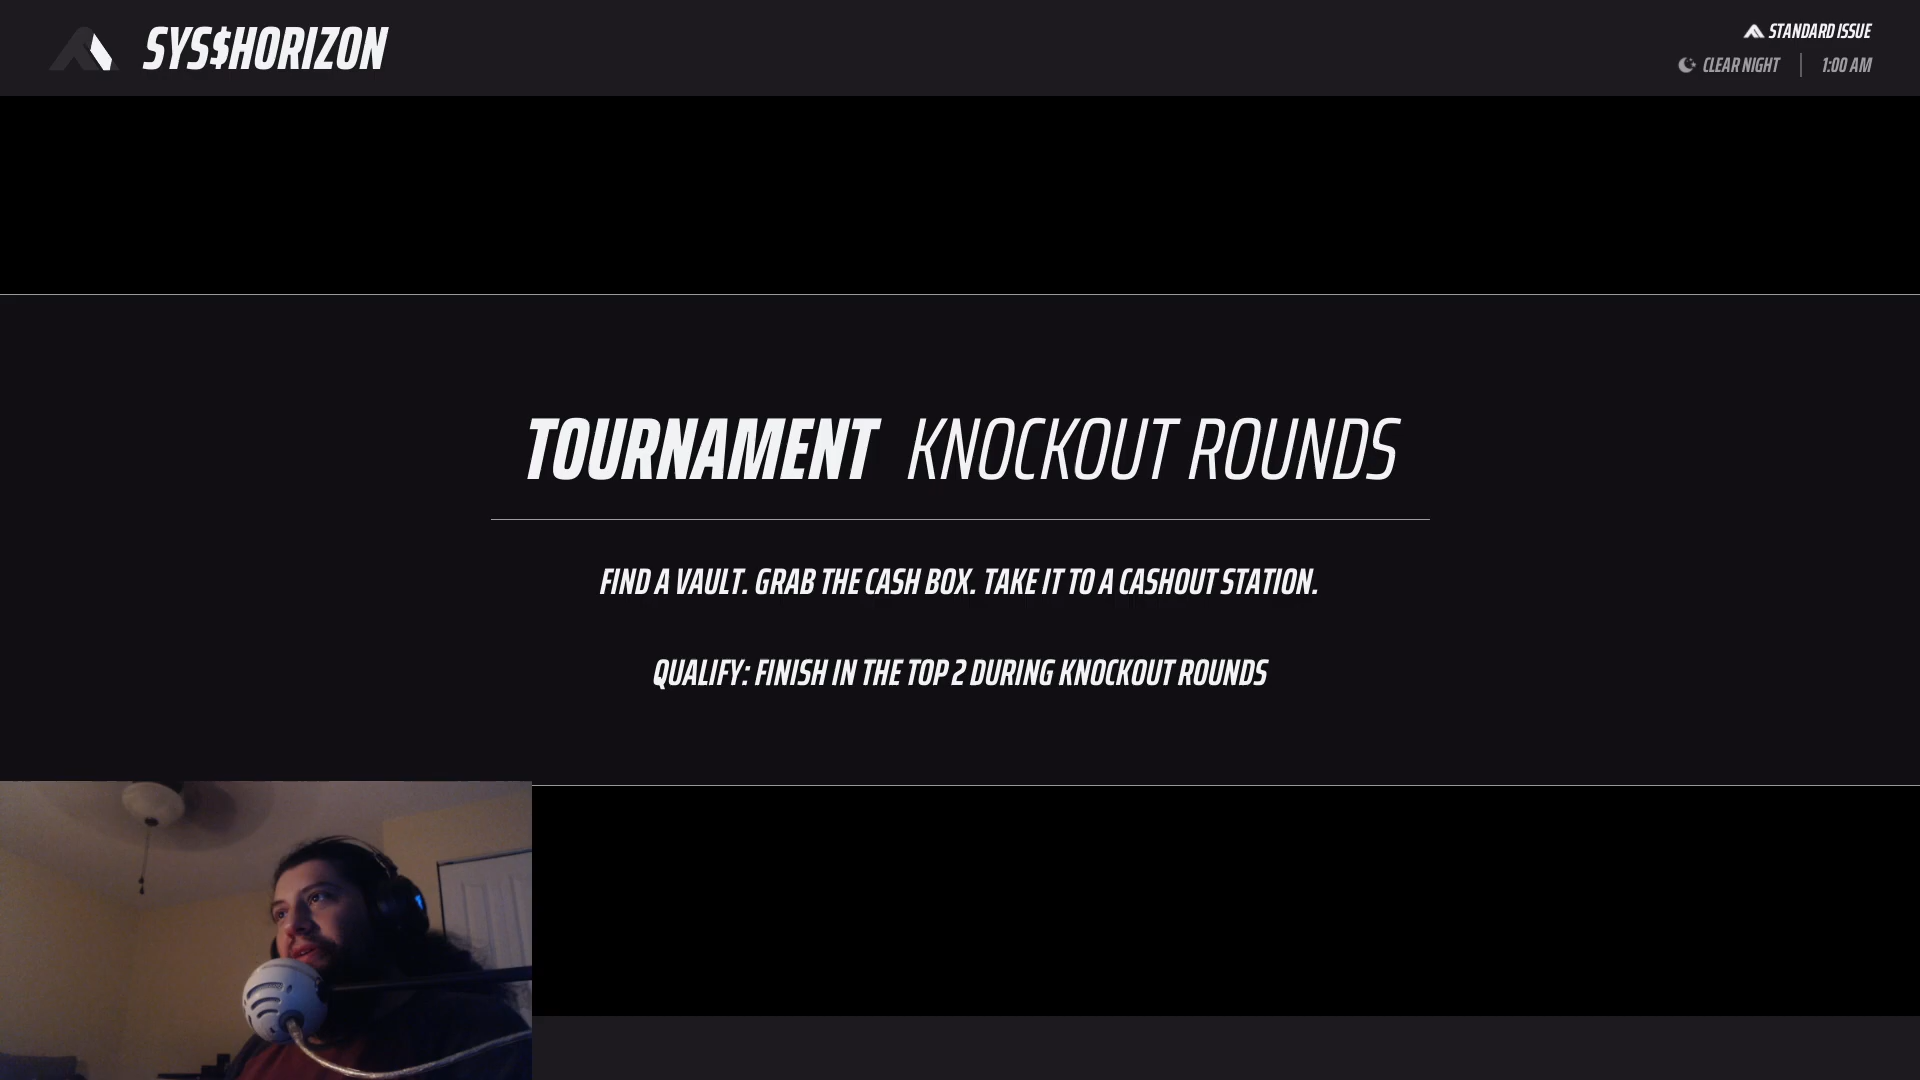 SYS$HORIZON
STANDARD ISSUE
CLEAR NIGHT
1:00 AM
TOURNAMENT KNOCKOUT ROUNDS
FIND A VAULT. GRAB THE CASH BOX. TAKE IT TO A CASHOUT STATION.
QUALIFY: FINISH IN THE TOP 2 DURING KNOCKOUT ROUNDS